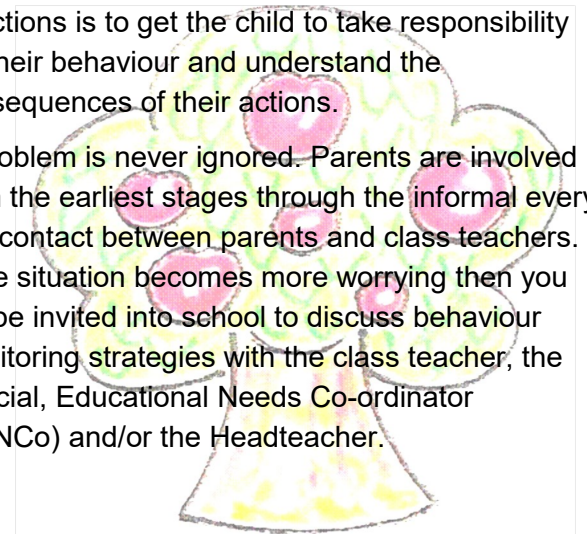 ctions is to get the child to take responsibility
heir behaviour and understand the
sequences of their actions.
oblem is never ignored. Parents are involved
the earliest stages through the informal every
contact between parents and class teachers.
e situation becomes more worrying then you
be invited into school to discuss behaviour
itoring strategies with the class teacher, the
cial, Educational Needs Co-ordinator
NCo) and/or the Headteacher.